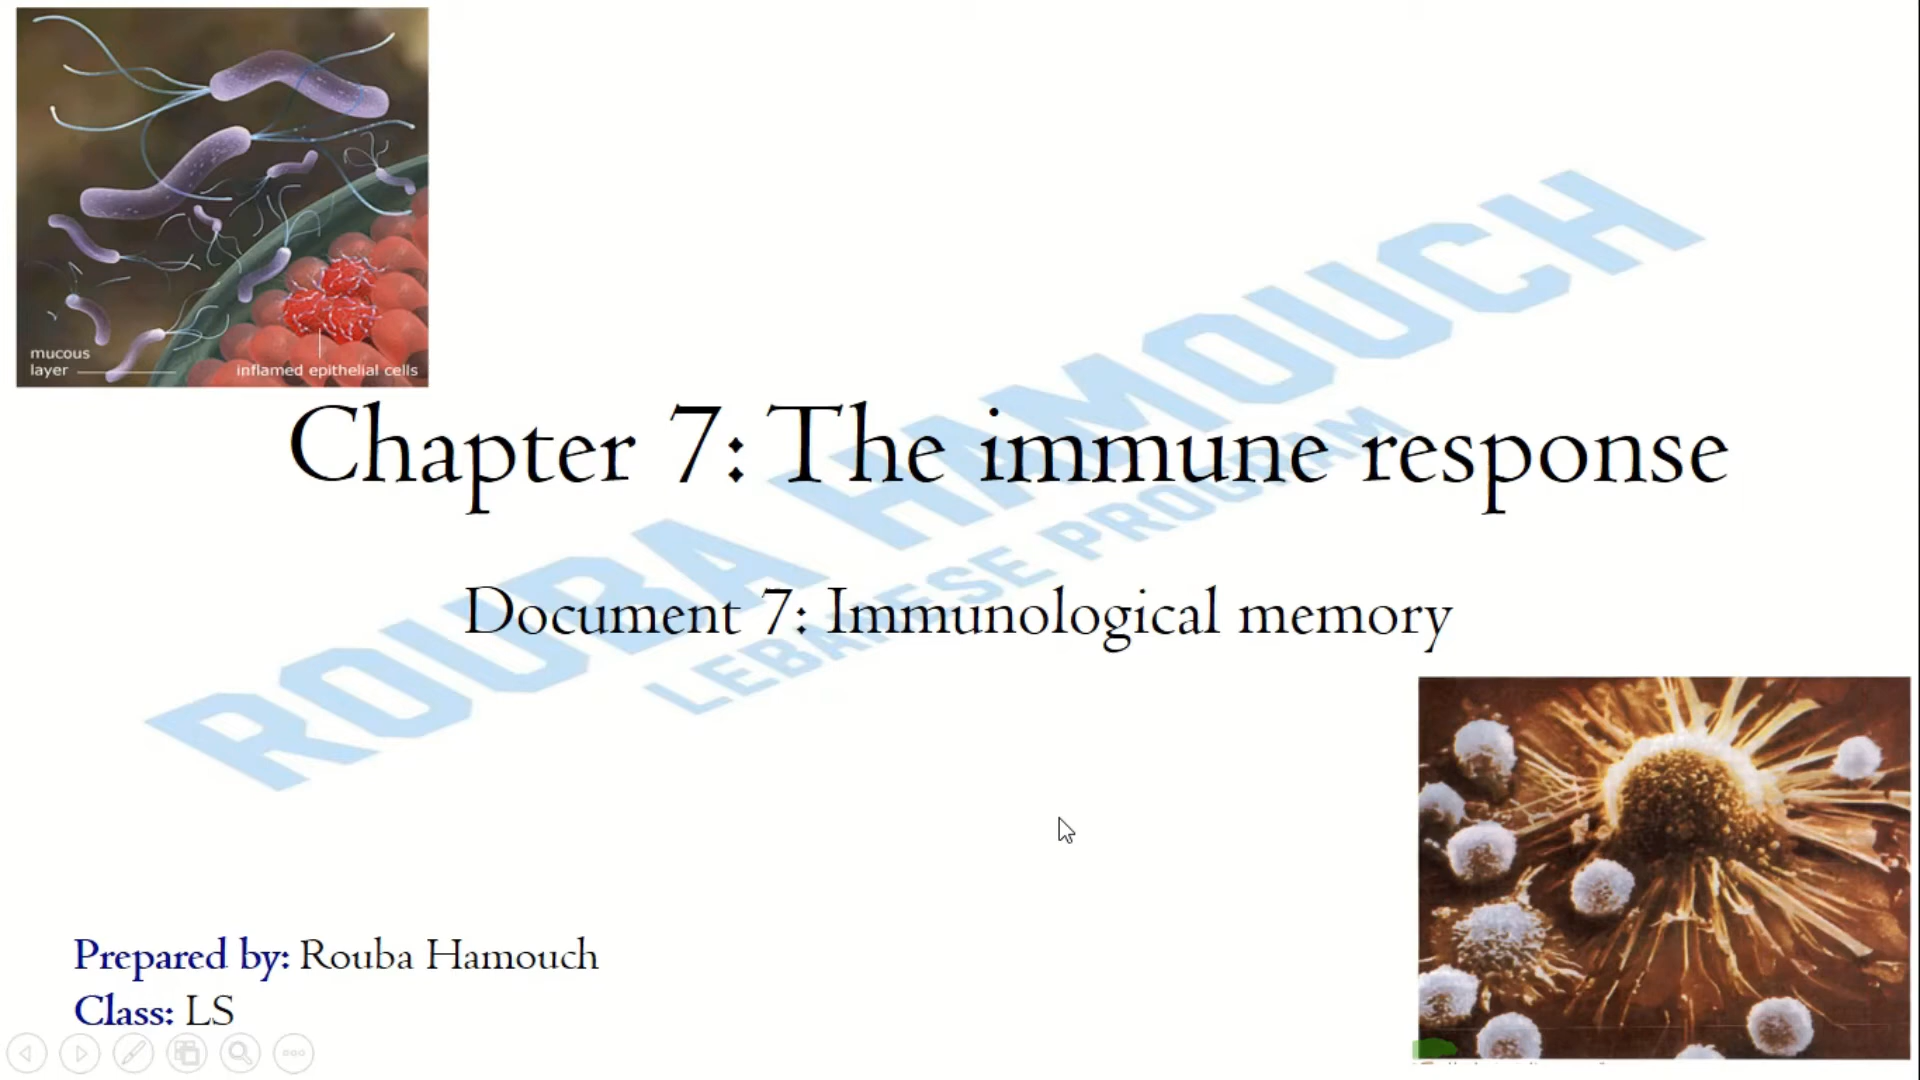 mucous
layer
inflamed epithelial cells
Chapter 7: The immune response
Document 7: Immunological memory
ROUBA HAMOUCH
LEBANESE PROGRAM
Prepared by: Rouba Hamouch
Class: LS